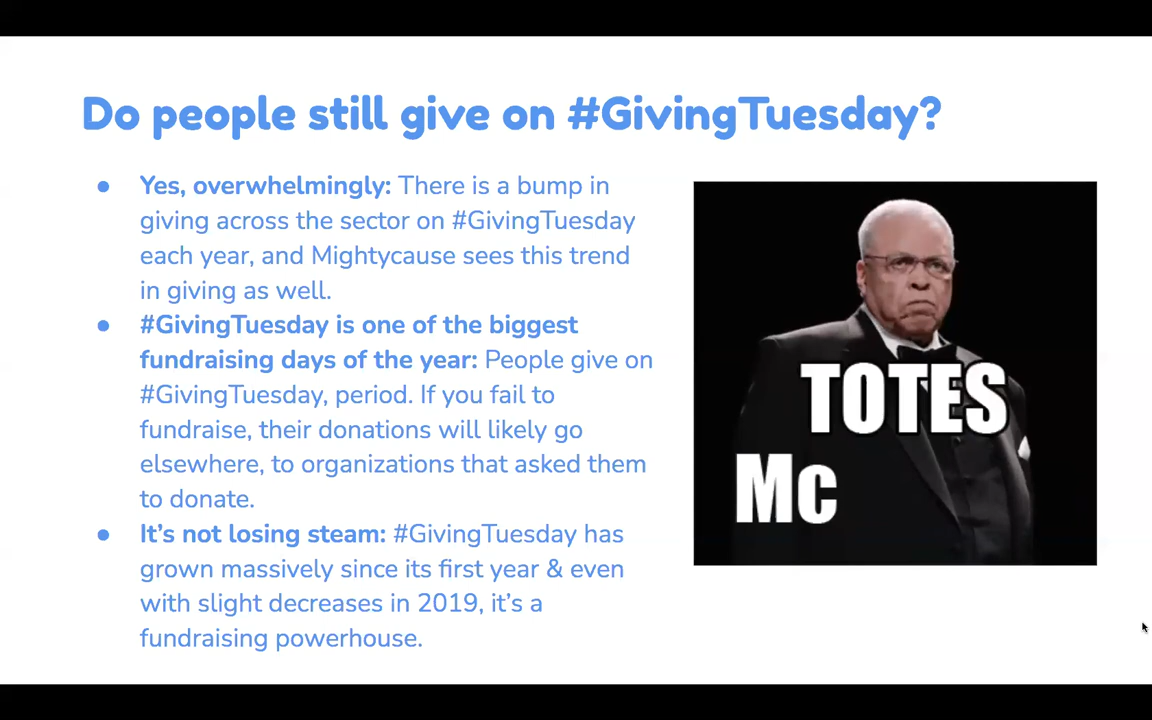 Do people still give on #GivingTuesday?
● Yes, overwhelmingly: There is a bump in
giving across the sector on #GivingTuesday
each year, and Mightycause sees this trend
in giving as well.
● #GivingTuesday is one of the biggest
fundraising days of the year: People give on
#GivingTuesday, period. If you fail to
fundraise, their donations will likely go
elsewhere, to organizations that asked them
to donate.
● It’s not losing steam: #GivingTuesday has
grown massively since its first year & even
with slight decreases in 2019, it’s a
fundraising powerhouse.
TOTES
Mc